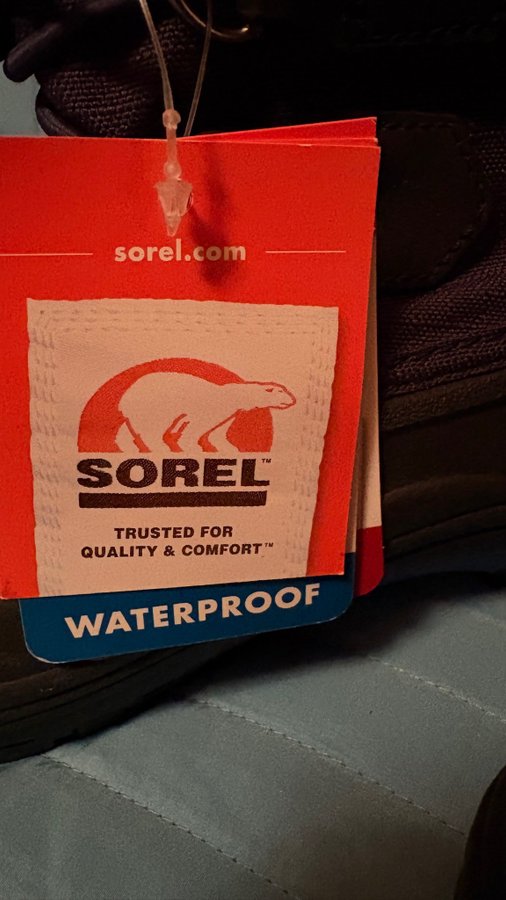 sorel.com
SOREL™
TRUSTED FOR
QUALITY & COMFORT™
WATERPROOF